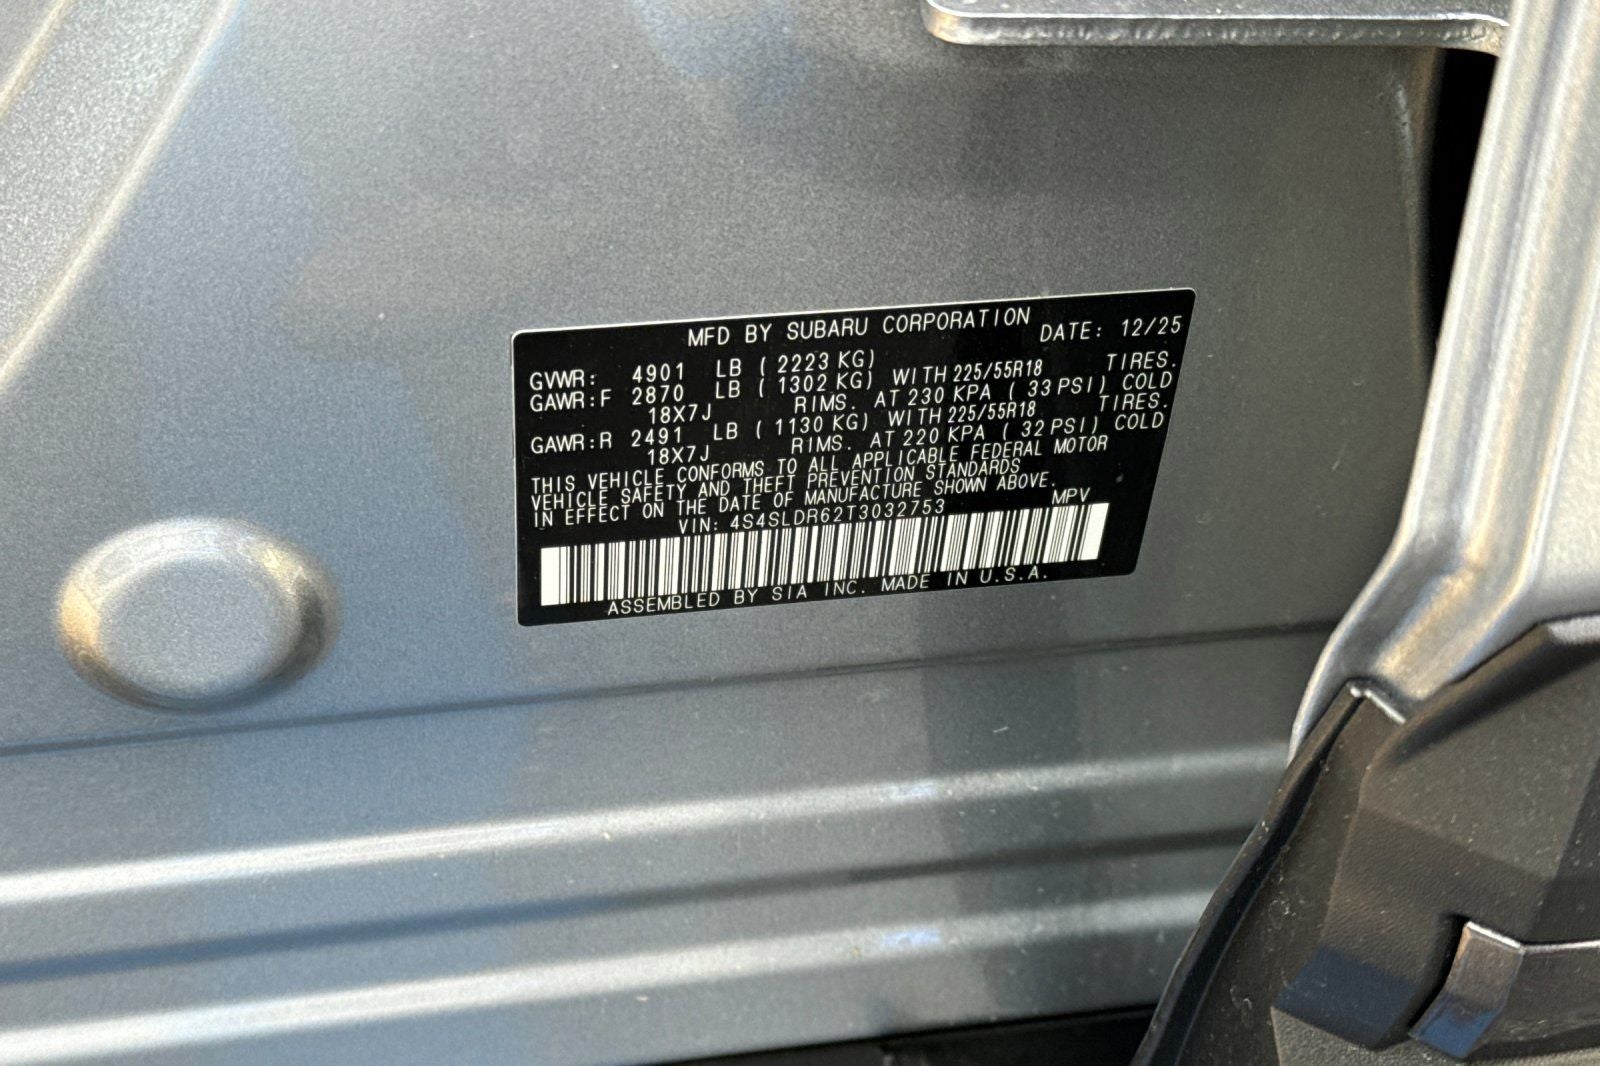 MFD BY SUBARU CORPORATION DATE: 12/25
GVWR: 4901 LB ( 2223 KG)
GAWR:F 2870 LB ( 1302 KG) WITH 225/55R18 TIRES.
18X7J RIMS. AT 230 KPA ( 33 PSI) COLD
GAWR:R 2491 LB ( 1130 KG) WITH 225/55R18 TIRES.
18X7J RIMS. AT 220 KPA ( 32 PSI) COLD
THIS VEHICLE CONFORMS TO ALL APPLICABLE FEDERAL MOTOR
VEHICLE SAFETY AND THEFT PREVENTION STANDARDS
IN EFFECT ON THE DATE OF MANUFACTURE SHOWN ABOVE.
VIN: 4S4SLDR62T3032753 MPV
ASSEMBLED BY SIA INC. MADE IN U.S.A.